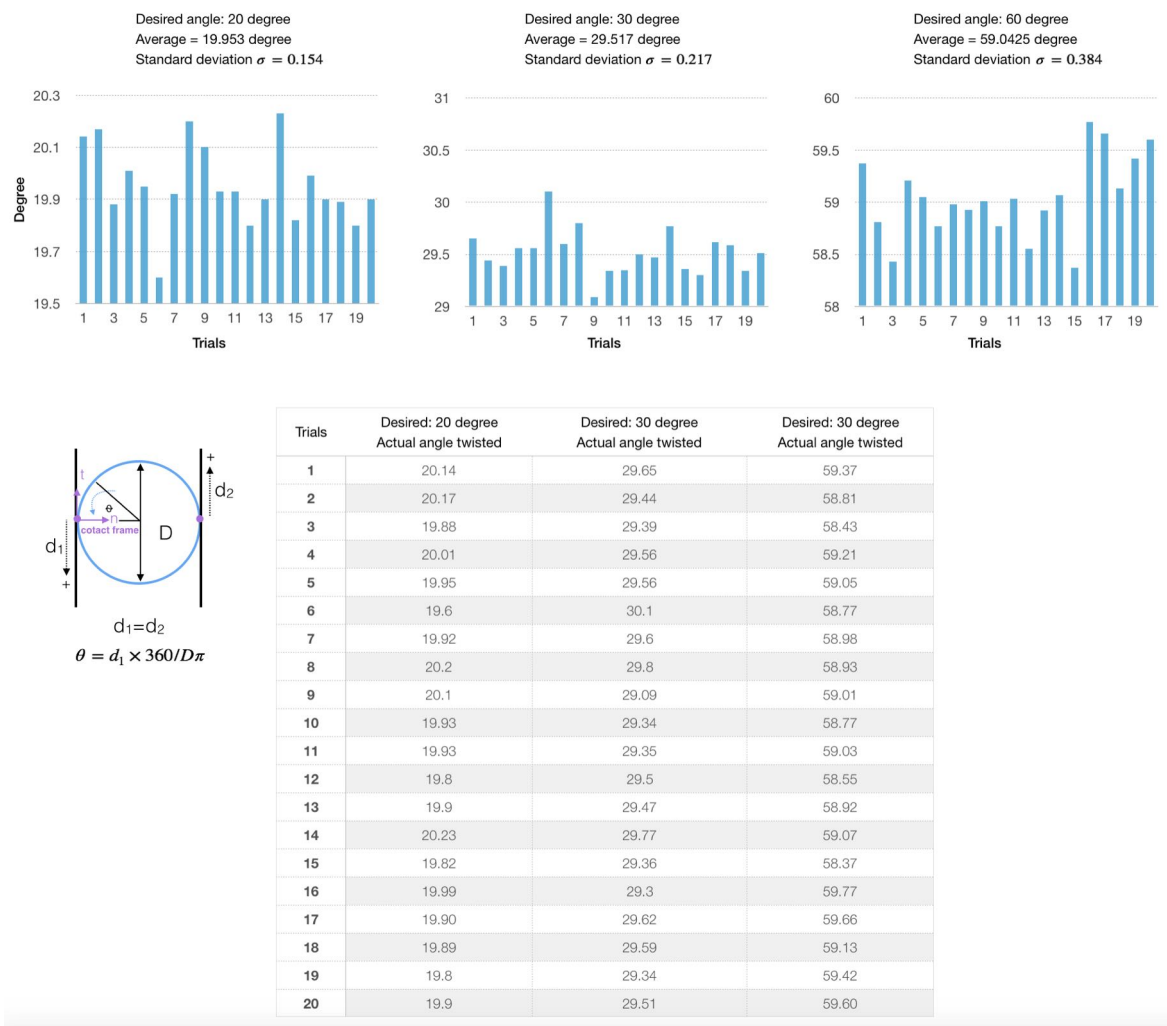 Desired angle: 20 degree
Average = 19.953 degree
Standard deviation σ = 0.154
Desired angle: 30 degree
Average = 29.517 degree
Standard deviation σ = 0.217
Desired angle: 60 degree
Average = 59.0425 degree
Standard deviation σ = 0.384
Degree
20.3
20.1
19.9
19.7
19.5
1 3 5 7 9 11 13 15 17 19
Trials
31
30.5
30
29.5
29
1 3 5 7 9 11 13 15 17 19
Trials
60
59.5
59
58.5
58
1 3 5 7 9 11 13 15 17 19
Trials
t
+
d2
θ
n
cotact frame
D
d1
+
d1=d2
θ = d1 × 360/Dπ
Trials Desired: 20 degree Desired: 30 degree Desired: 30 degree
Actual angle twisted Actual angle twisted Actual angle twisted
1 20.14 29.65 59.37
2 20.17 29.44 58.81
3 19.88 29.39 58.43
4 20.01 29.56 59.21
5 19.95 29.56 59.05
6 19.6 30.1 58.77
7 19.92 29.6 58.98
8 20.2 29.8 58.93
9 20.1 29.09 59.01
10 19.93 29.34 58.77
11 19.93 29.35 59.03
12 19.8 29.5 58.55
13 19.9 29.47 58.92
14 20.23 29.77 59.07
15 19.82 29.36 58.37
16 19.99 29.3 59.77
17 19.90 29.62 59.66
18 19.89 29.59 59.13
19 19.8 29.34 59.42
20 19.9 29.51 59.60